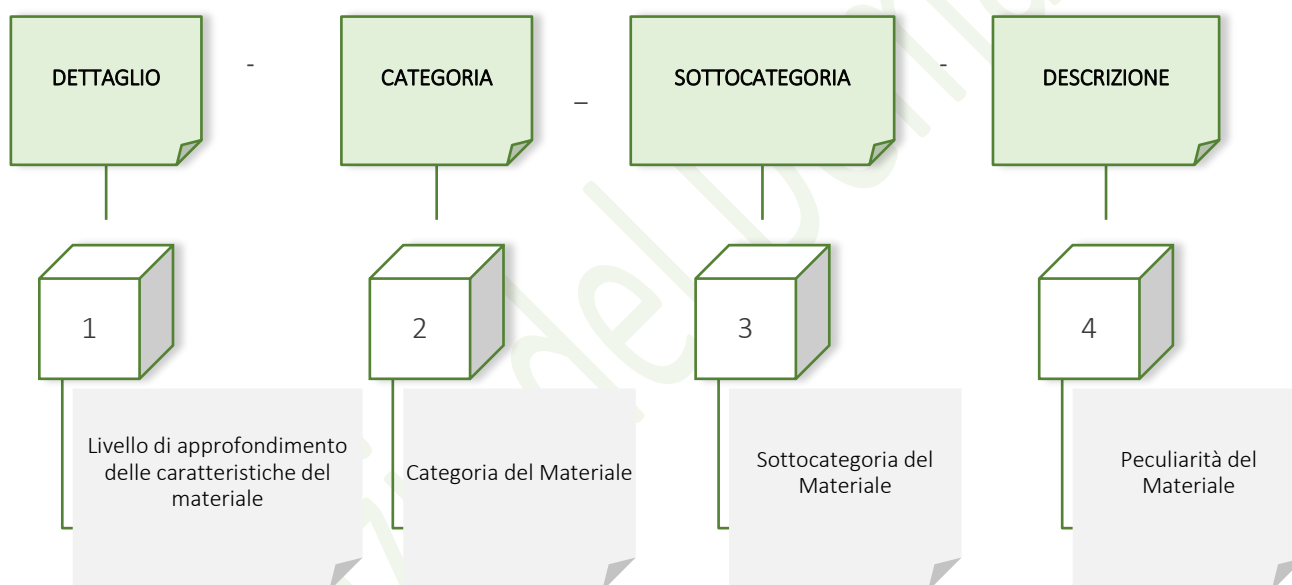 DETTAGLIO - CATEGORIA – SOTTOCATEGORIA - DESCRIZIONE
1 2 3 4
Livello di approfondimento
delle caratteristiche del
materiale
Categoria del Materiale
Sottocategoria del
Materiale
Peculiarità del
Materiale